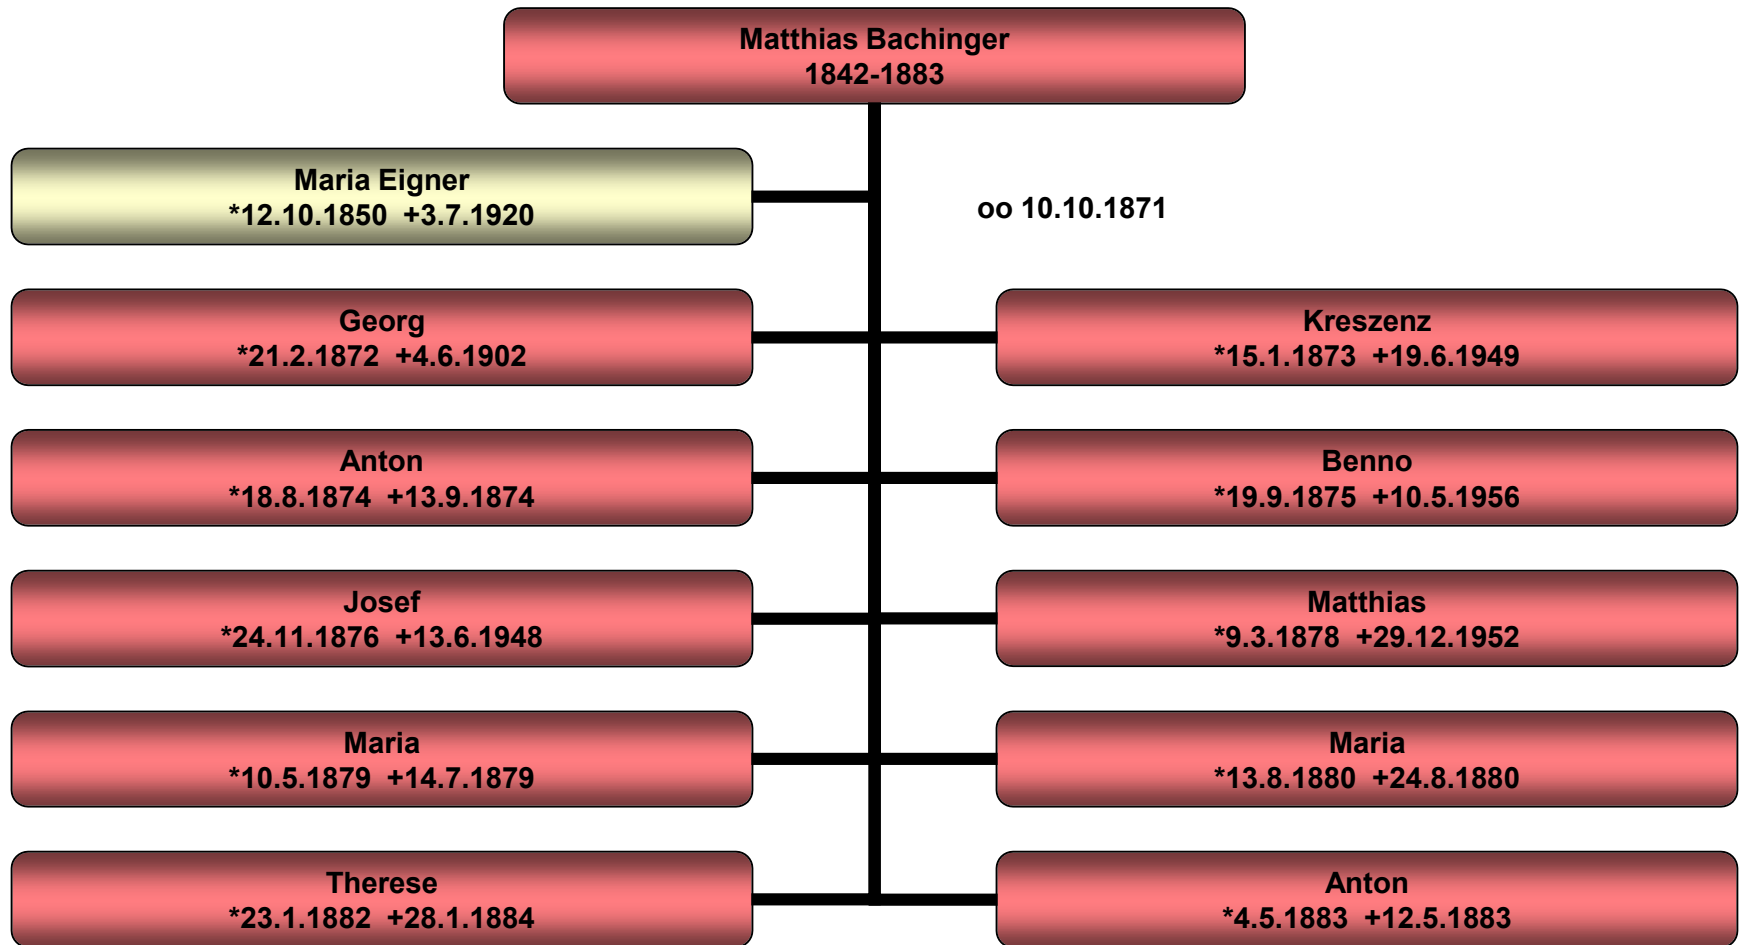 Matthias Bachinger
1842-1883
Maria Eigner
*12.10.1850 +3.7.1920
oo 10.10.1871
Georg
*21.2.1872 +4.6.1902
Kreszenz
*15.1.1873 +19.6.1949
Anton
*18.8.1874 +13.9.1874
Benno
*19.9.1875 +10.5.1956
Josef
*24.11.1876 +13.6.1948
Matthias
*9.3.1878 +29.12.1952
Maria
*10.5.1879 +14.7.1879
Maria
*13.8.1880 +24.8.1880
Therese
*23.1.1882 +28.1.1884
Anton
*4.5.1883 +12.5.1883